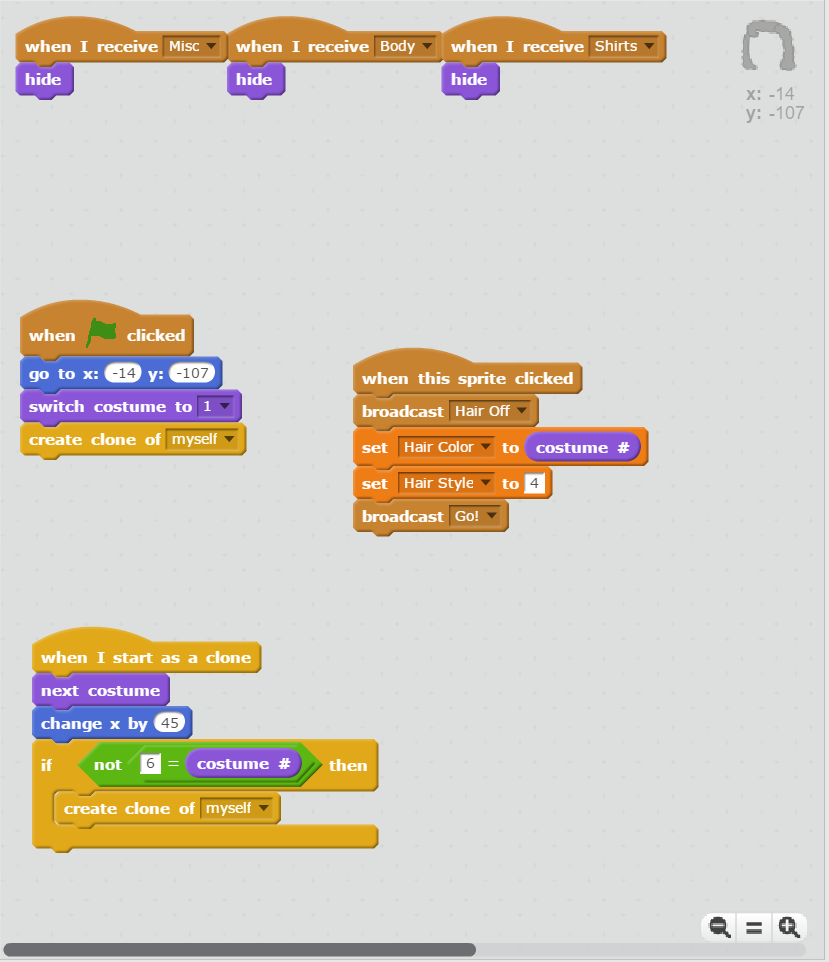 when I receive Misc
when I receive Body
when I receive Shirts
hide
hide
hide
x: -14
y: -107
when clicked
go to x: -14 y: -107
switch costume to 1
create clone of myself
when this sprite clicked
broadcast Hair Off
set Hair Color to costume #
set Hair Style to 4
broadcast Go!
when I start as a clone
next costume
change x by 45
if not 6 = costume # then
create clone of myself